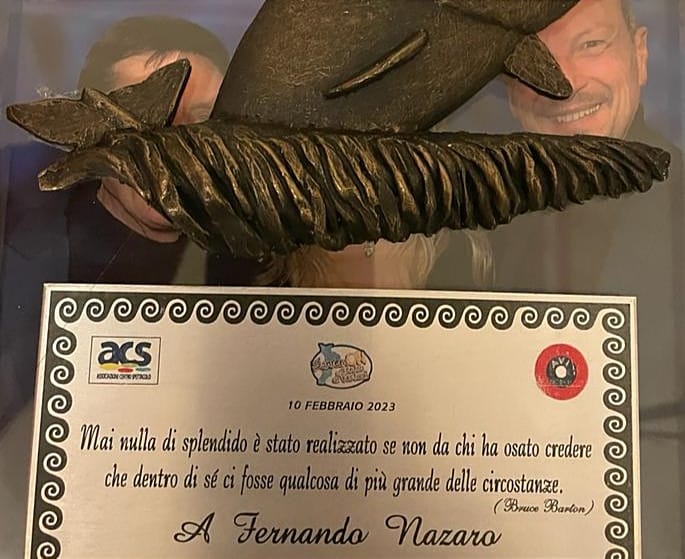 acs
ASSOCIAZIONE CENTRO SPETTACOLO
10 FEBBRAIO 2023
Mai nulla di splendido è stato realizzato se non da chi ha osato credere
che dentro di sé ci fosse qualcosa di più grande delle circostanze.
(Bruce Barton)
A Fernando Nazaro